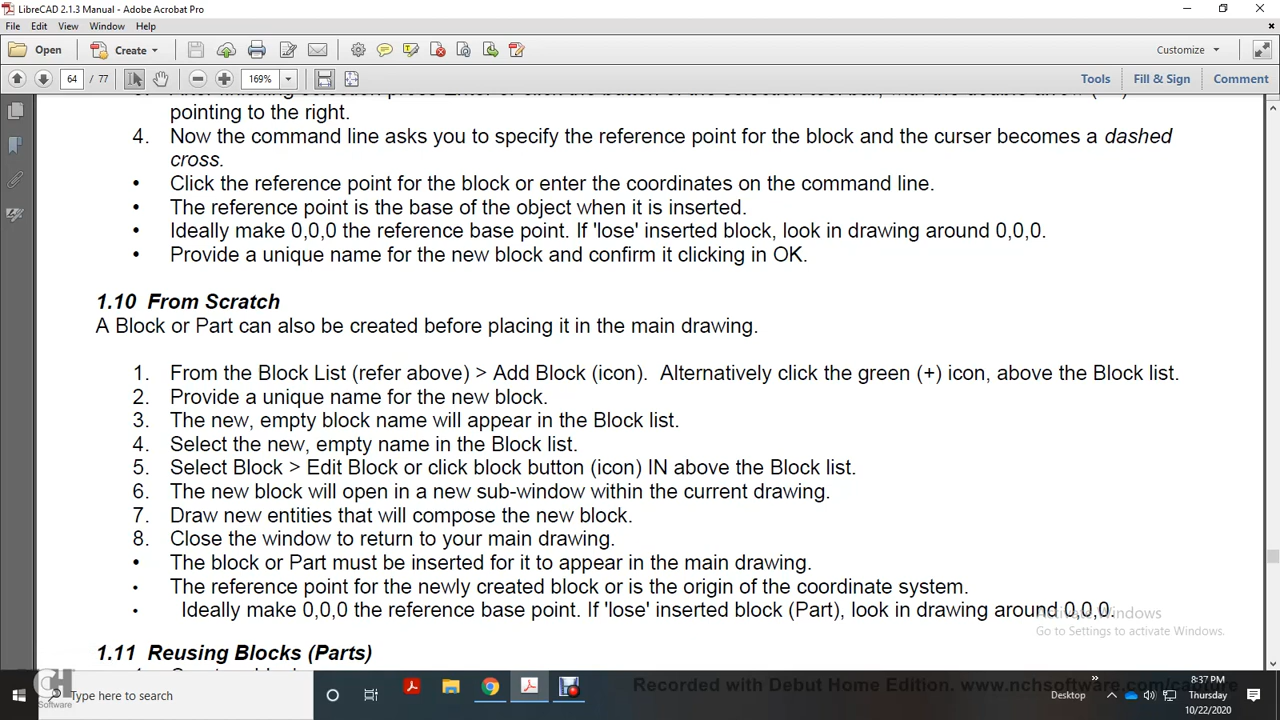 LibreCAD 2.1.3 Manual - Adobe Acrobat Pro
File Edit View Window Help
Open Create Customize
64 / 77 169% Tools Fill & Sign Comment
pointing to the right.
4. Now the command line asks you to specify the reference point for the block and the curser becomes a dashed
cross.
• Click the reference point for the block or enter the coordinates on the command line.
• The reference point is the base of the object when it is inserted.
• Ideally make 0,0,0 the reference base point. If 'lose' inserted block, look in drawing around 0,0,0.
• Provide a unique name for the new block and confirm it clicking in OK.
1.10 From Scratch
A Block or Part can also be created before placing it in the main drawing.
1. From the Block List (refer above) > Add Block (icon). Alternatively click the green (+) icon, above the Block list.
2. Provide a unique name for the new block.
3. The new, empty block name will appear in the Block list.
4. Select the new, empty name in the Block list.
5. Select Block > Edit Block or click block button (icon) IN above the Block list.
6. The new block will open in a new sub-window within the current drawing.
7. Draw new entities that will compose the new block.
8. Close the window to return to your main drawing.
• The block or Part must be inserted for it to appear in the main drawing.
• The reference point for the newly created block or is the origin of the coordinate system.
• Ideally make 0,0,0 the reference base point. If 'lose' inserted block (Part), look in drawing around 0,0,0.
Activate Windows
Go to Settings to activate Windows.
1.11 Reusing Blocks (Parts)
Recorded with Debut Home Edition. www.nchsoftware.com/capture
CH
Software
Type here to search
Desktop
8:37 PM
Thursday
10/22/2020